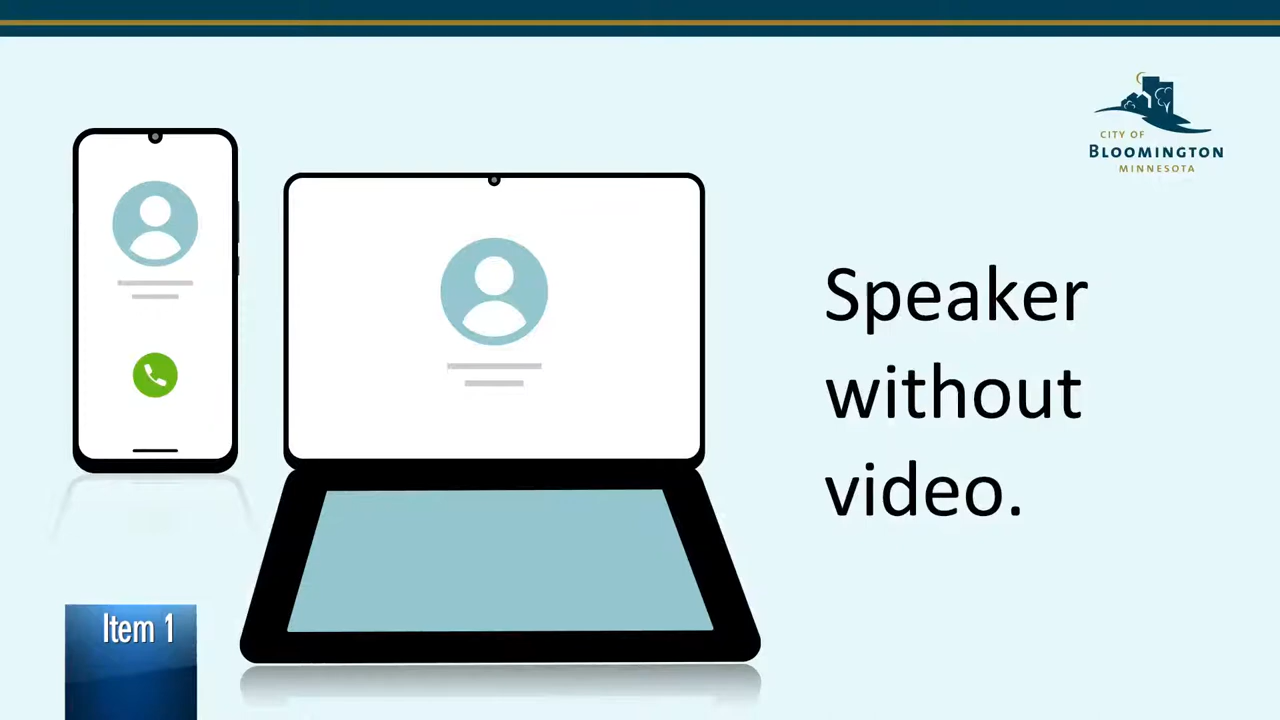 CITY OF
BLOOMINGTON
MINNESOTA
Speaker
without
video.
Item 1